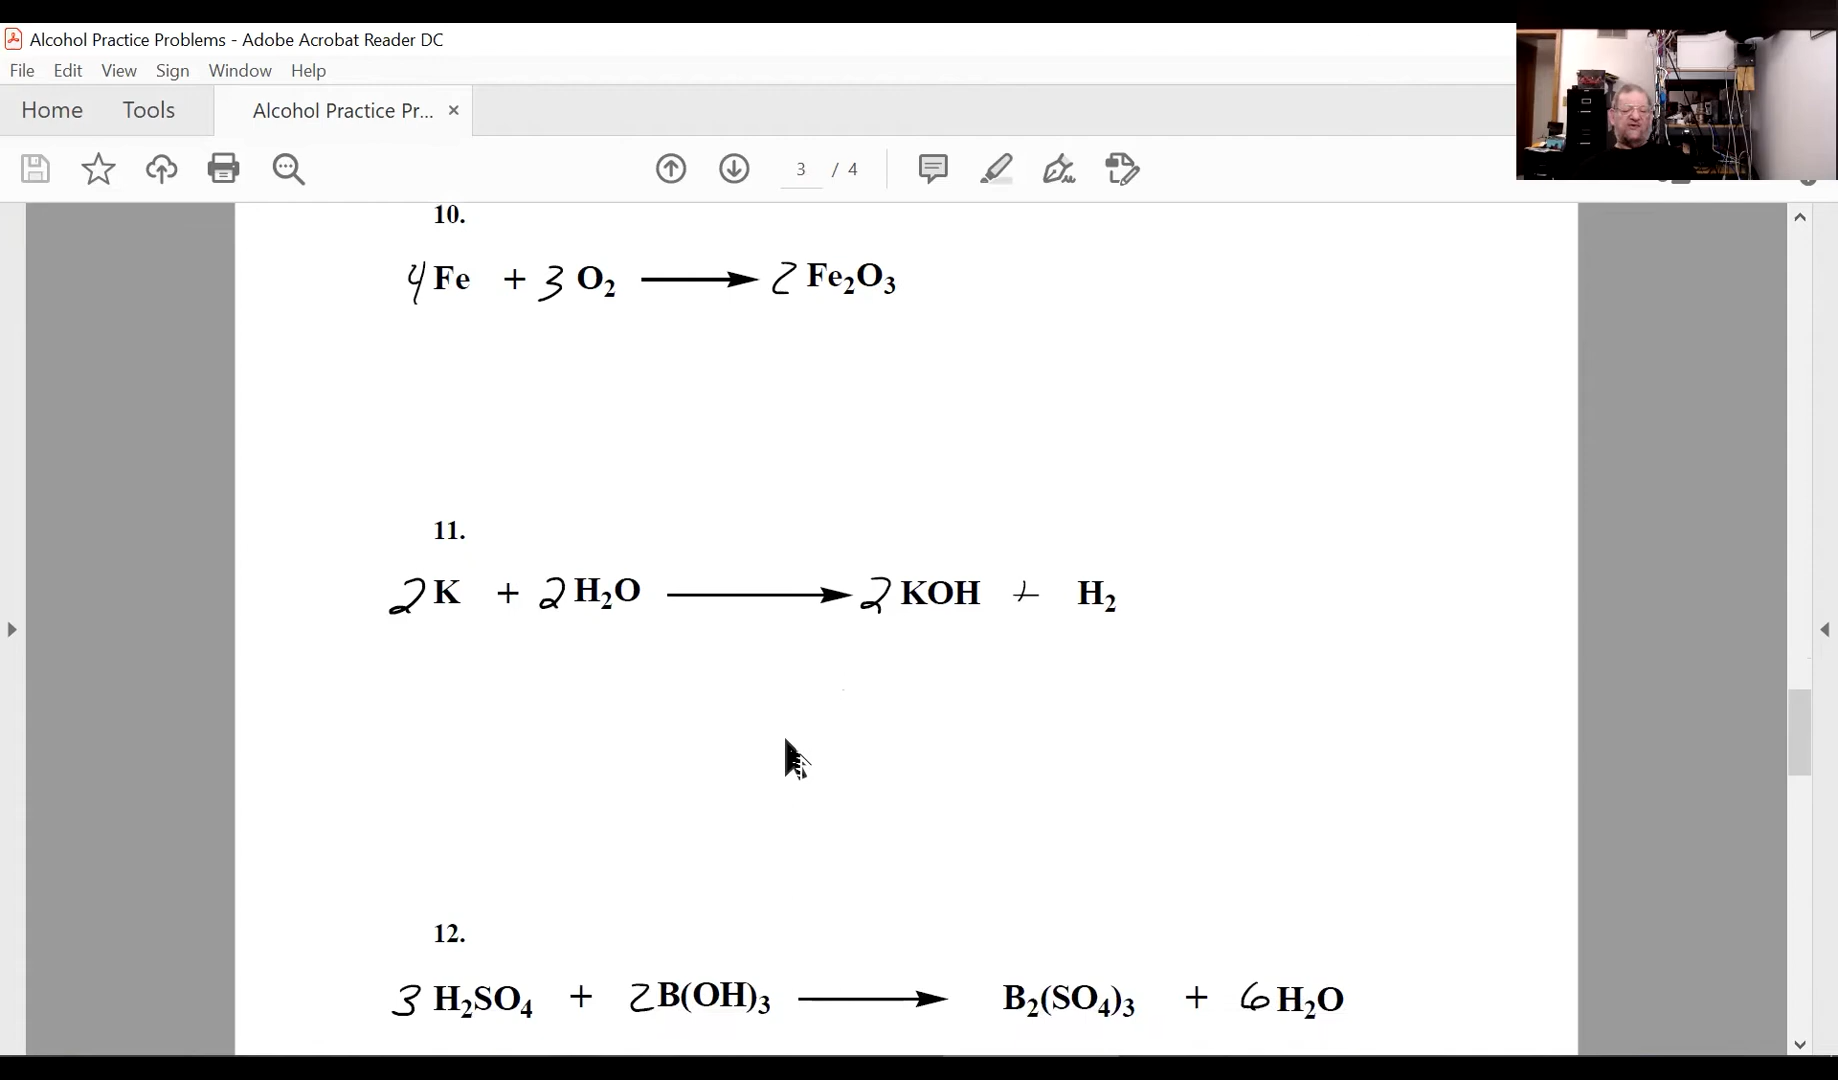 Alcohol Practice Problems - Adobe Acrobat Reader DC
File Edit View Sign Window Help
Home Tools Alcohol Practice Pr... ×
3 / 4
10.
4 Fe + 3 O₂ ⟶ 2 Fe₂O₃
11.
2 K + 2 H₂O ⟶ 2 KOH + H₂
12.
3 H₂SO₄ + 2 B(OH)₃ ⟶ B₂(SO₄)₃ + 6 H₂O